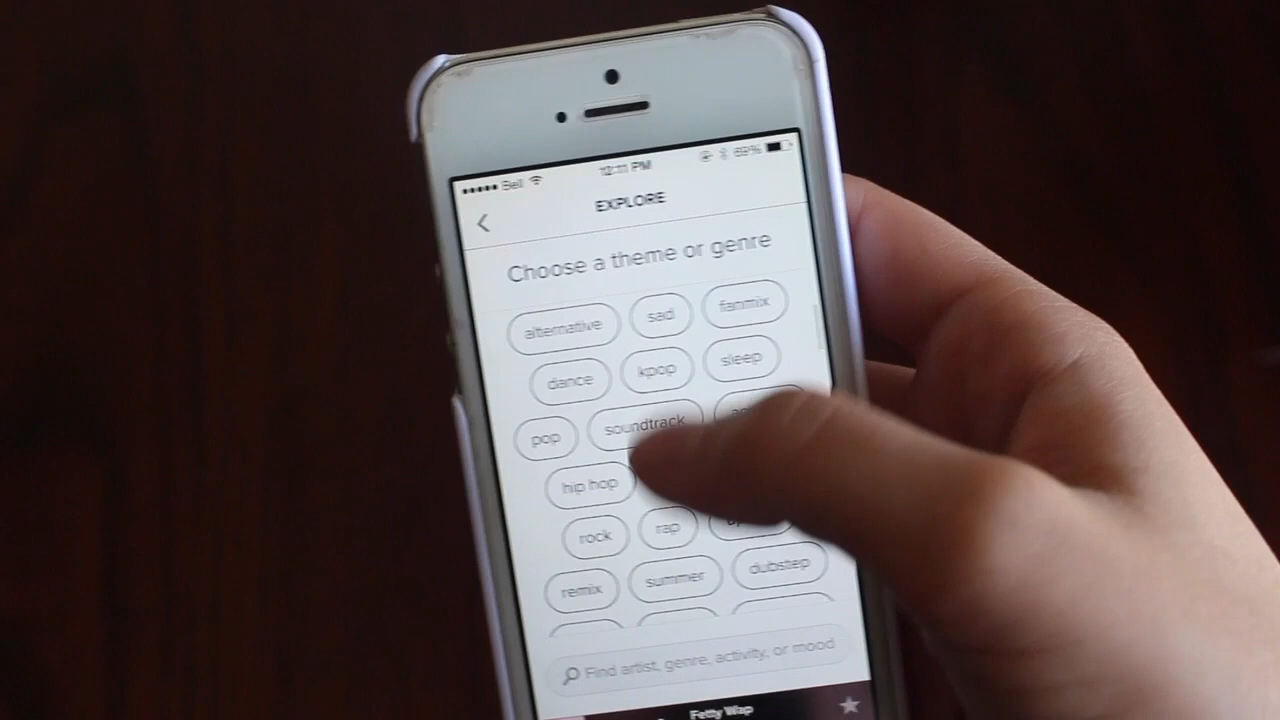 Bell 12:11 PM 69%
EXPLORE
Choose a theme or genre
alternative sad fanmix
dance kpop sleep
pop soundtrack
hip hop
rock rap
remix summer dubstep
Find artist, genre, activity, or mood
Fetty Wap